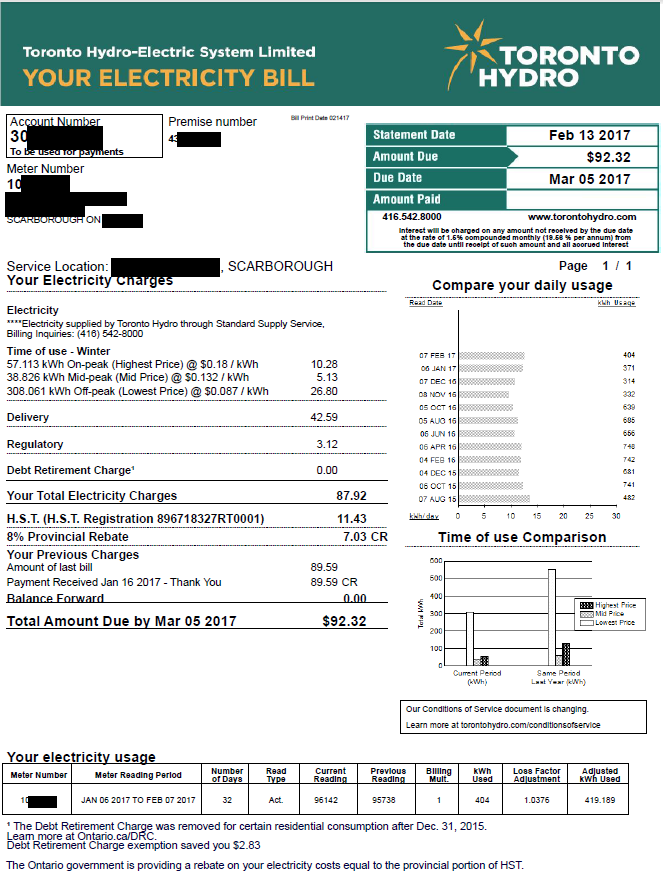 Toronto Hydro-Electric System Limited
YOUR ELECTRICITY BILL
TORONTO
HYDRO
Account Number
30
To be used for payments
Premise number
43
Bill Print Date 021417
Meter Number
10
SCARBOROUGH ON
Statement Date Feb 13 2017
Amount Due $92.32
Due Date Mar 05 2017
Amount Paid
416.542.8000 www.torontohydro.com
Interest will be charged on any amount not received by the due date
at the rate of 1.5% compounded monthly (19.56 % per annum) from
the due date until receipt of such amount and all accrued interest
Service Location: , SCARBOROUGH
Page 1 / 1
Your Electricity Charges
Electricity
****Electricity supplied by Toronto Hydro through Standard Supply Service,
Billing Inquiries: (416) 542-8000
Time of use - Winter
57.113 kWh On-peak (Highest Price) @ $0.18 / kWh 10.28
38.826 kWh Mid-peak (Mid Price) @ $0.132 / kWh 5.13
308.061 kWh Off-peak (Lowest Price) @ $0.087 / kWh 26.80
Delivery 42.59
Regulatory 3.12
Debt Retirement Charge¹ 0.00
Your Total Electricity Charges 87.92
H.S.T. (H.S.T. Registration 896718327RT0001) 11.43
8% Provincial Rebate 7.03 CR
Your Previous Charges
Amount of last bill 89.59
Payment Received Jan 16 2017 - Thank You 89.59 CR
Balance Forward 0.00
Total Amount Due by Mar 05 2017 $92.32
Compare your daily usage
Read Date kWh Usage
07 FEB 17 404
06 JAN 17 371
07 DEC 16 314
08 NOV 16 332
05 OCT 16 639
05 AUG 16 685
06 JUN 16 656
06 APR 16 748
04 FEB 16 742
04 DEC 15 681
06 OCT 15 741
07 AUG 15 482
kWh/day 0 5 10 15 20 25 30
Time of use Comparison
Total kWh
600
500
400
300
200
100
0
Highest Price
Mid Price
Lowest Price
Current Period Same Period
(kWh) Last Year (kWh)
Our Conditions of Service document is changing.
Learn more at torontohydro.com/conditionsofservice
Your electricity usage
Meter Number Meter Reading Period Number of Days Read Type Current Reading Previous Reading Billing Mult. kWh Used Loss Factor Adjustment Adjusted kWh Used
10 JAN 06 2017 TO FEB 07 2017 32 Act. 96142 95738 1 404 1.0376 419.189
¹ The Debt Retirement Charge was removed for certain residential consumption after Dec. 31, 2015.
Learn more at Ontario.ca/DRC.
Debt Retirement Charge exemption saved you $2.83
The Ontario government is providing a rebate on your electricity costs equal to the provincial portion of HST.